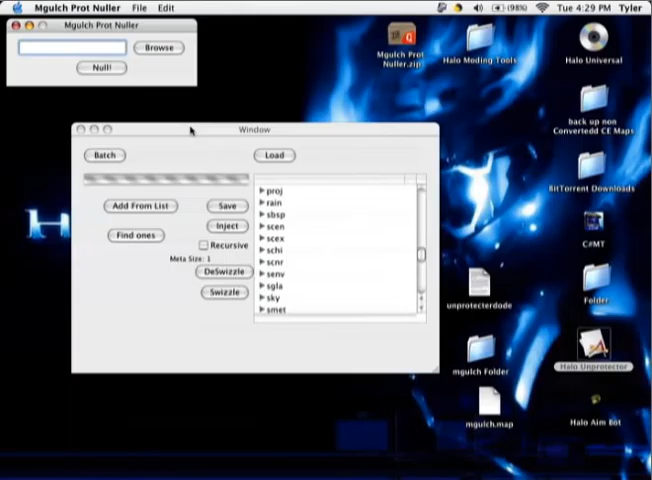 Mgulch Prot Nuller File Edit (98%) Tue 4:29 PM Tyler
Mgulch Prot Nuller
Browse
Null!
Mgulch Prot
Nuller.zip
Halo Moding Tools
Halo Universal
Window
Batch
Load
Add From List
Save
Find ones
Inject
Recursive
Meta Size: 1
DeSwizzle
Swizzle
proj
rain
sbsp
scen
scex
schi
scnr
senv
sgla
sky
smet
back up non
Convertedd CE Maps
BitTorrent Downloads
C#MT
unprotecterdode
Folder
mgulch Folder
Halo Unprotector
mgulch.map
Halo Aim Bot
H